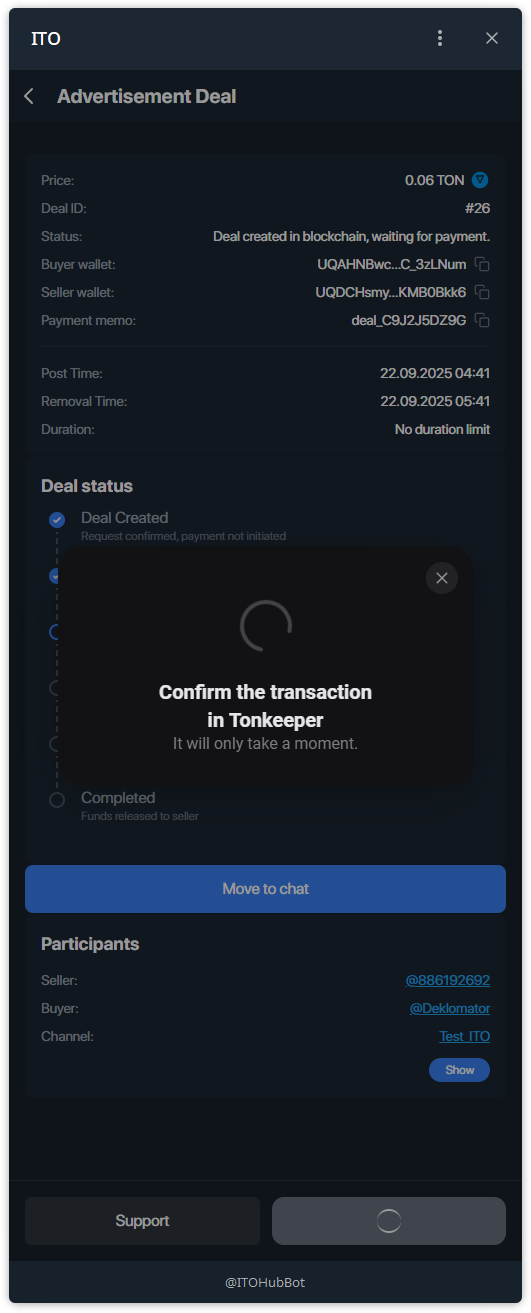 ITO
Advertisement Deal
Price: 0.06 TON
Deal ID: #26
Status: Deal created in blockchain, waiting for payment.
Buyer wallet: UQAHNBwc...C_3zLNum
Seller wallet: UQDCHsmy...KMB0Bkk6
Payment memo: deal_C9J2J5DZ9G
Post Time: 22.09.2025 04:41
Removal Time: 22.09.2025 05:41
Duration: No duration limit
Deal status
Deal Created
Request confirmed, payment not initiated
Confirm the transaction
in Tonkeeper
It will only take a moment.
Completed
Funds released to seller
Move to chat
Participants
Seller: @886192692
Buyer: @Deklomator
Channel: Test_ITO
Show
Support
@ITOHubBot